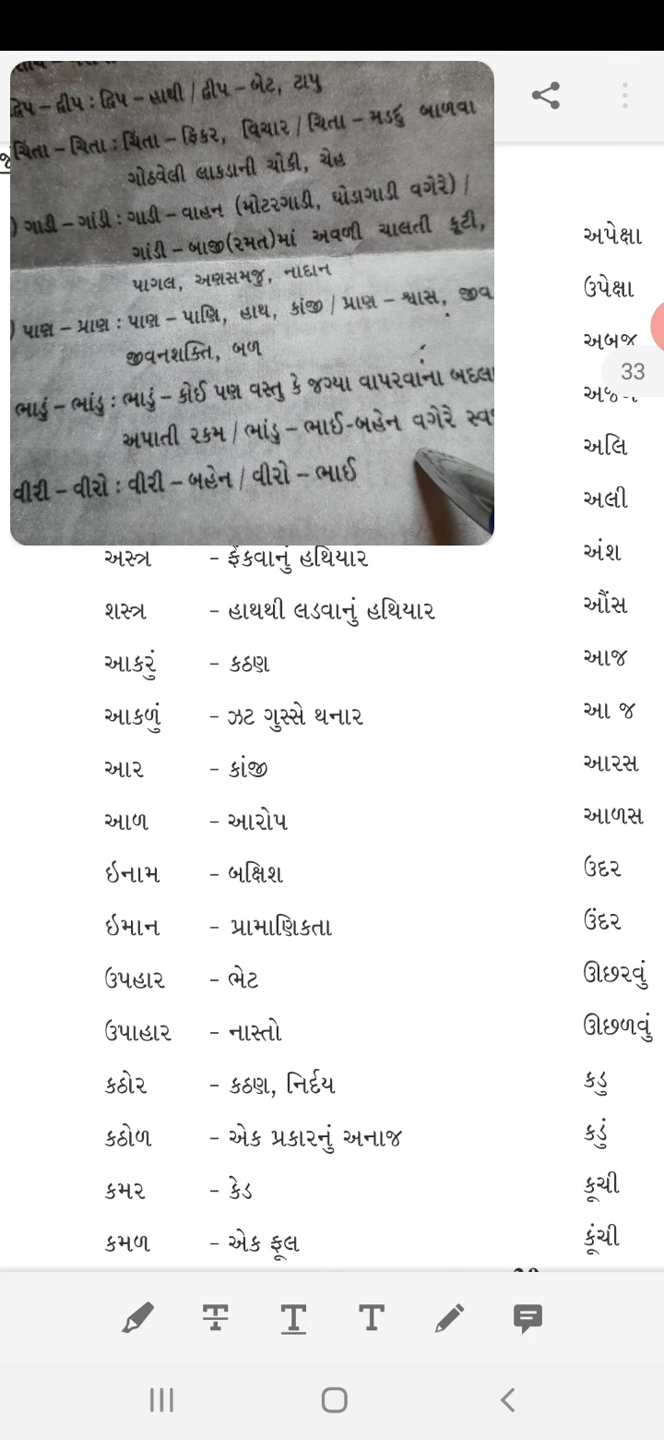 દ્વિપ – દ્વીપ : દ્વિપ – હાથી / દ્વીપ – બેટ, ટાપુ
ચિંતા – ચિતા : ચિંતા – ફિકર, વિચાર / ચિતા – મડદું બાળવા
ગોઠવેલી લાકડાની ચોકી, ચેહ
) ગાડી – ગાંડી : ગાડી – વાહન (મોટરગાડી, ઘોડાગાડી વગેરે) /
ગાંડી – બાજી(રમત)માં અવળી ચાલતી કૂટી,
પાગલ, અણસમજુ, નાદાન
) પાણ – પ્રાણ : પાણ – પાણિ, હાથ, કાંજી / પ્રાણ – શ્વાસ, જીવ
જીવનશક્તિ, બળ
ભાડું – ભાંડુ : ભાડું – કોઈ પણ વસ્તુ કે જગ્યા વાપરવાના બદલા
અપાતી રકમ / ભાંડુ – ભાઈ-બહેન વગેરે
વીરી – વીરો : વીરી – બહેન / વીરો – ભાઈ
અસ્ત્ર – ફેંકવાનું હથિયાર
શસ્ત્ર – હાથથી લડવાનું હથિયાર
આકરું – કઠણ
આકળું – ઝટ ગુસ્સે થનાર
આર – કાંજી
આળ – આરોપ
ઇનામ – બક્ષિશ
ઇમાન – પ્રામાણિકતા
ઉપહાર – ભેટ
ઉપાહાર – નાસ્તો
કઠોર – કઠણ, નિર્દય
કઠોળ – એક પ્રકારનું અનાજ
કમર – કેડ
કમળ – એક ફૂલ
અપેક્ષા
ઉપેક્ષા
અબજ
33
અલિ
અલી
અંશ
ઔંસ
આજ
આ જ
આરસ
આળસ
ઉદર
ઉંદર
ઊછરવું
ઊછળવું
કડુ
કડું
કૂચી
કૂંચી